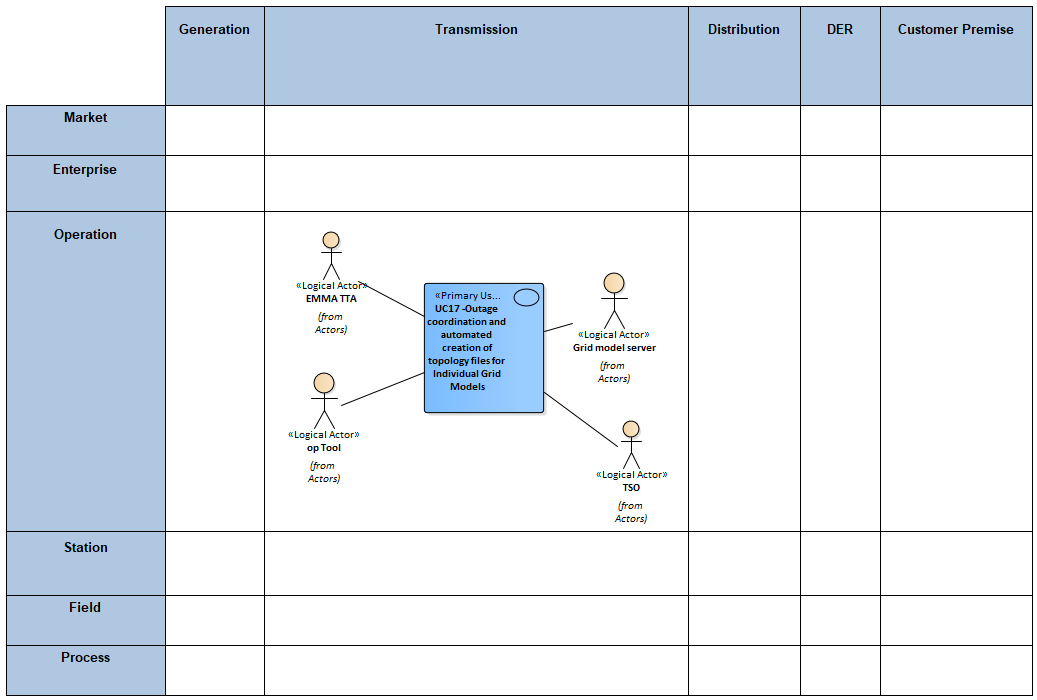 Generation
Transmission
Distribution
DER
Customer Premise
Market
Enterprise
Operation
«Logical Actor»
EMMA TTA
(from
Actors)
«Primary Us...
UC17 -Outage
coordination and
automated
creation of
topology files for
Individual Grid
Models
«Logical Actor»
Grid model server
(from
Actors)
«Logical Actor»
op Tool
(from
Actors)
«Logical Actor»
TSO
(from
Actors)
Station
Field
Process